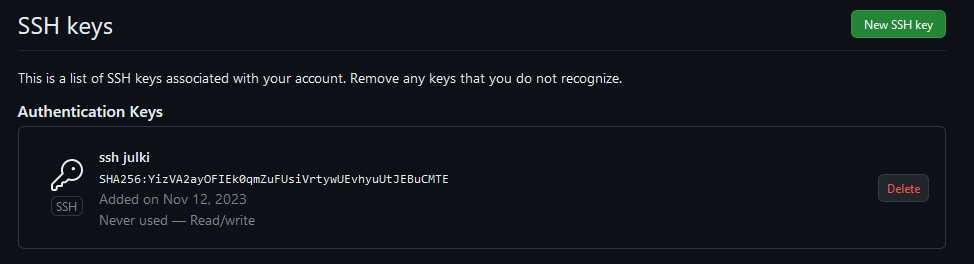 SSH keys
New SSH key
This is a list of SSH keys associated with your account. Remove any keys that you do not recognize.
Authentication Keys
ssh julki
SHA256:YizVA2ayOFIEk0qmZuFUsiVrtywUEvhyuUtJEBuCMTE
SSH
Added on Nov 12, 2023
Never used — Read/write
Delete